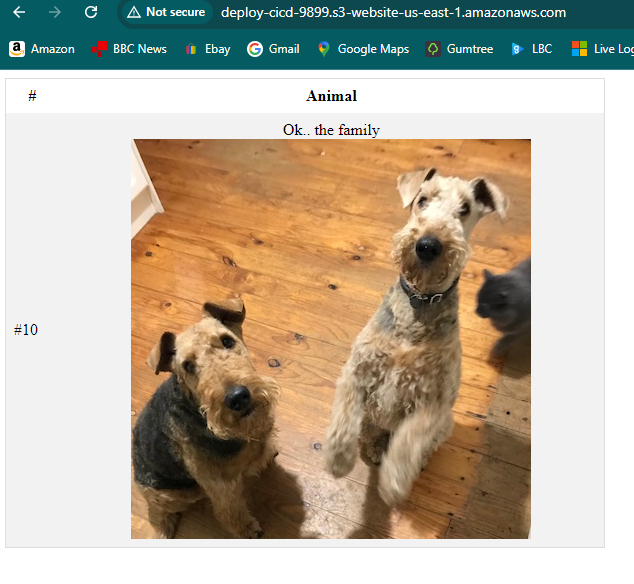 Not secure deploy-cicd-9899.s3-website-us-east-1.amazonaws.com
Amazon BBC News Ebay Gmail Google Maps Gumtree LBC Live Log
# Animal
Ok.. the family
#10